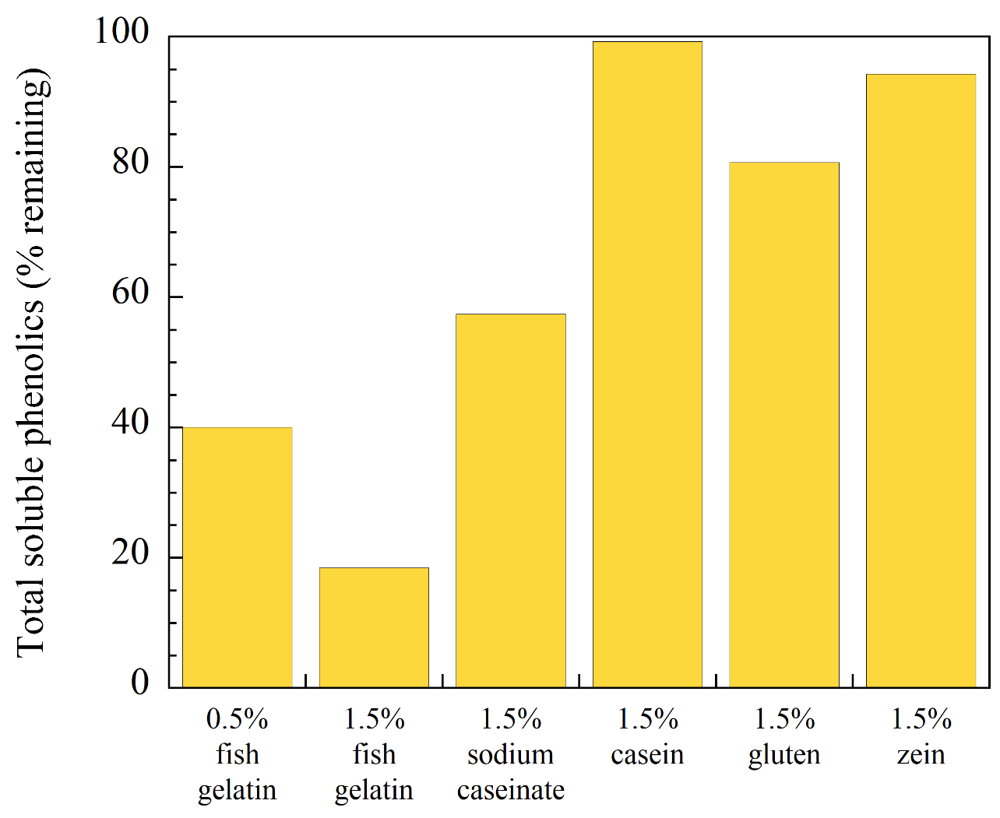 Total soluble phenolics (% remaining)
100
80
60
40
20
0
0.5%
fish
gelatin
1.5%
fish
gelatin
1.5%
sodium
caseinate
1.5%
casein
1.5%
gluten
1.5%
zein